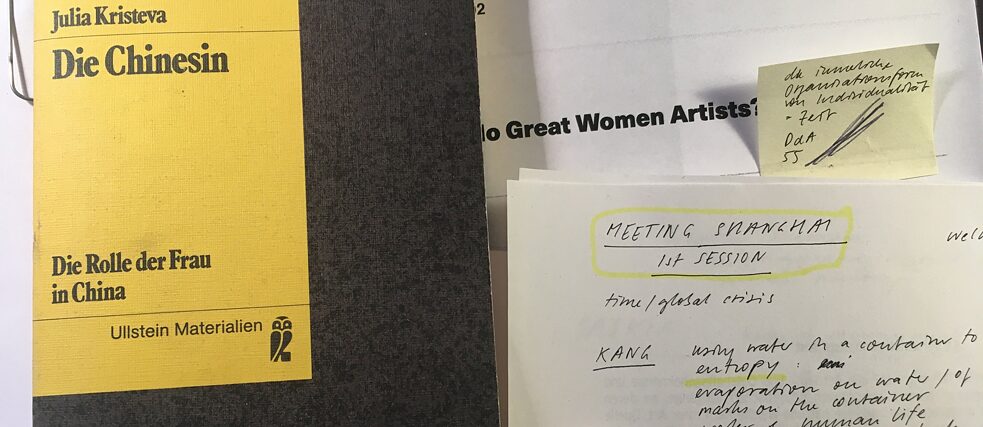 Julia Kristeva
Die Chinesin
Die Rolle der Frau
in China
Ullstein Materialien
2
No Great Women Artists?
Organisationsform
von Individualität
DdA
55
MEETING SHANGHAI
1st SESSION
time/global crisis
KANG
using water in a container to
entropy
evaporation on water / of
marks on the container
human life